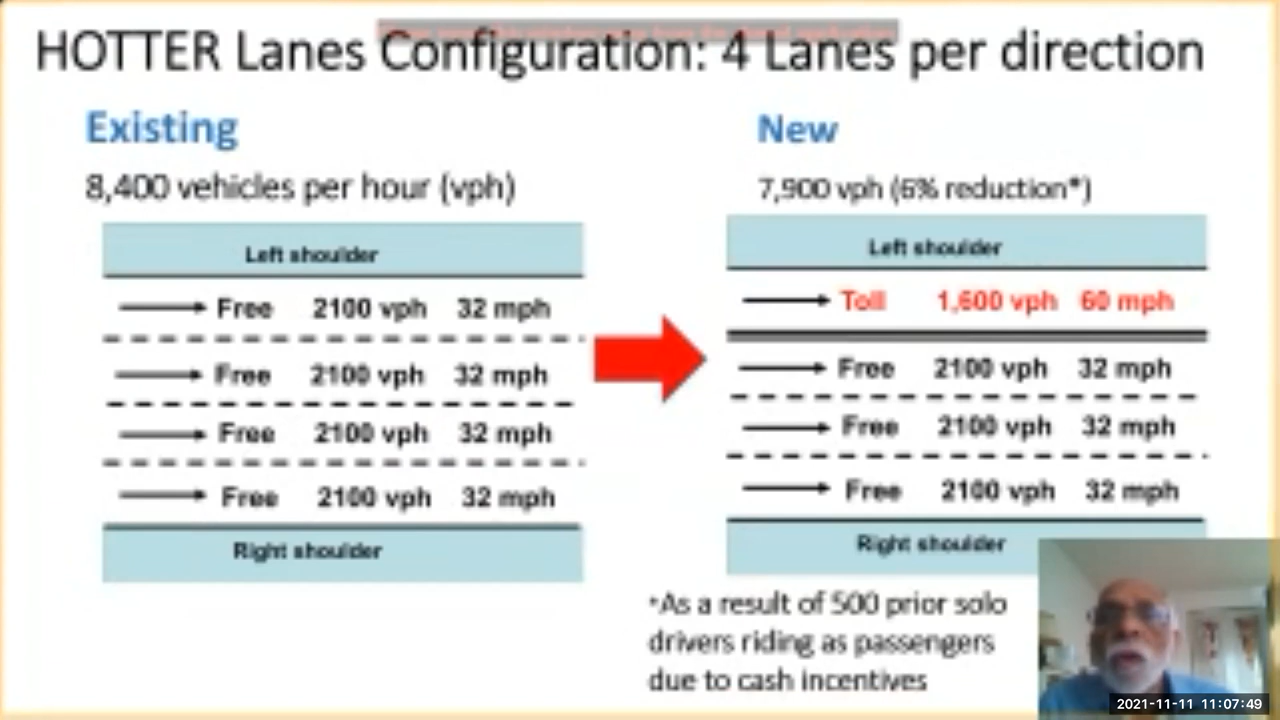 HOTTER Lanes Configuration: 4 Lanes per direction
Existing
8,400 vehicles per hour (vph)
Left shoulder
Free 2100 vph 32 mph
Free 2100 vph 32 mph
Free 2100 vph 32 mph
Free 2100 vph 32 mph
Right shoulder
New
7,900 vph (6% reduction*)
Left shoulder
Toll 1,600 vph 60 mph
Free 2100 vph 32 mph
Free 2100 vph 32 mph
Free 2100 vph 32 mph
Right shoulder
*As a result of 500 prior solo
drivers riding as passengers
due to cash incentives
2021-11-11 11:07:49